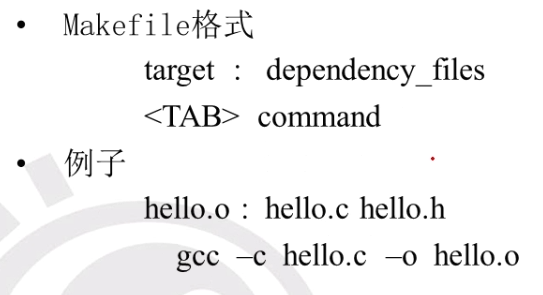 • Makefile格式
target : dependency_files
<TAB> command
• 例子
hello.o : hello.c hello.h
gcc –c hello.c –o hello.o